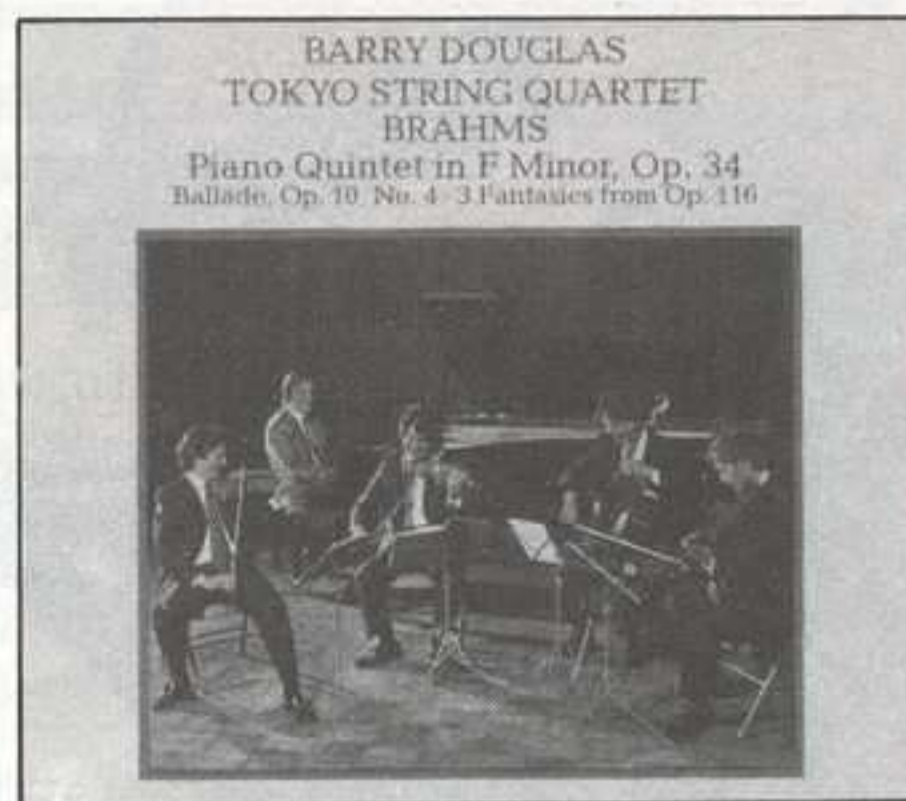 BARRY DOUGLAS
TOKYO STRING QUARTET
BRAHMS
Piano Quintet in F Minor, Op. 34
Ballade, Op. 10 No. 4 3 Fantasies from Op. 116